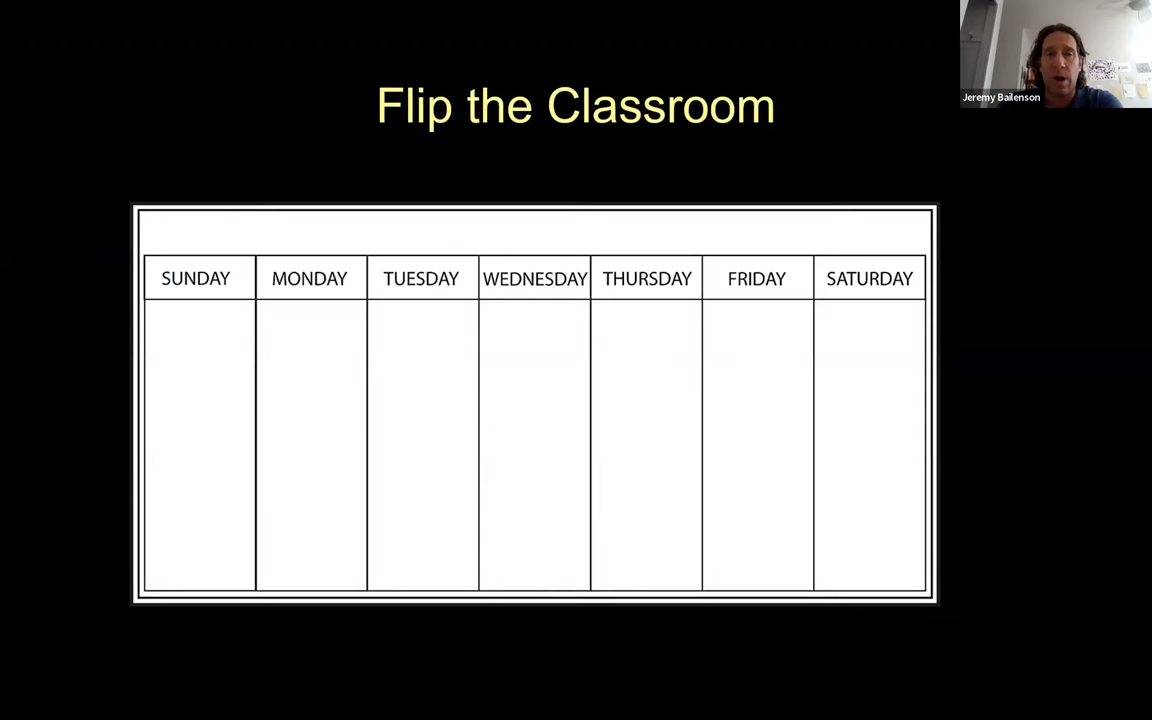 Flip the Classroom
Jeremy Bailenson
SUNDAY MONDAY TUESDAY WEDNESDAY THURSDAY FRIDAY SATURDAY